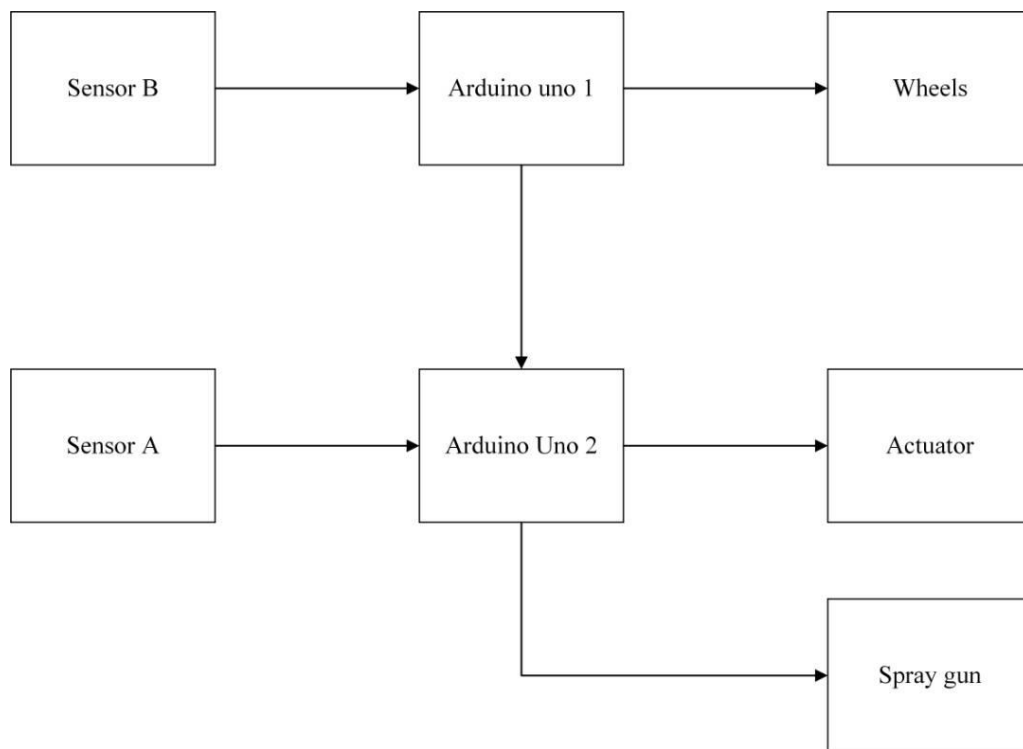 Sensor B
Arduino uno 1
Wheels
Sensor A
Arduino Uno 2
Actuator
Spray gun